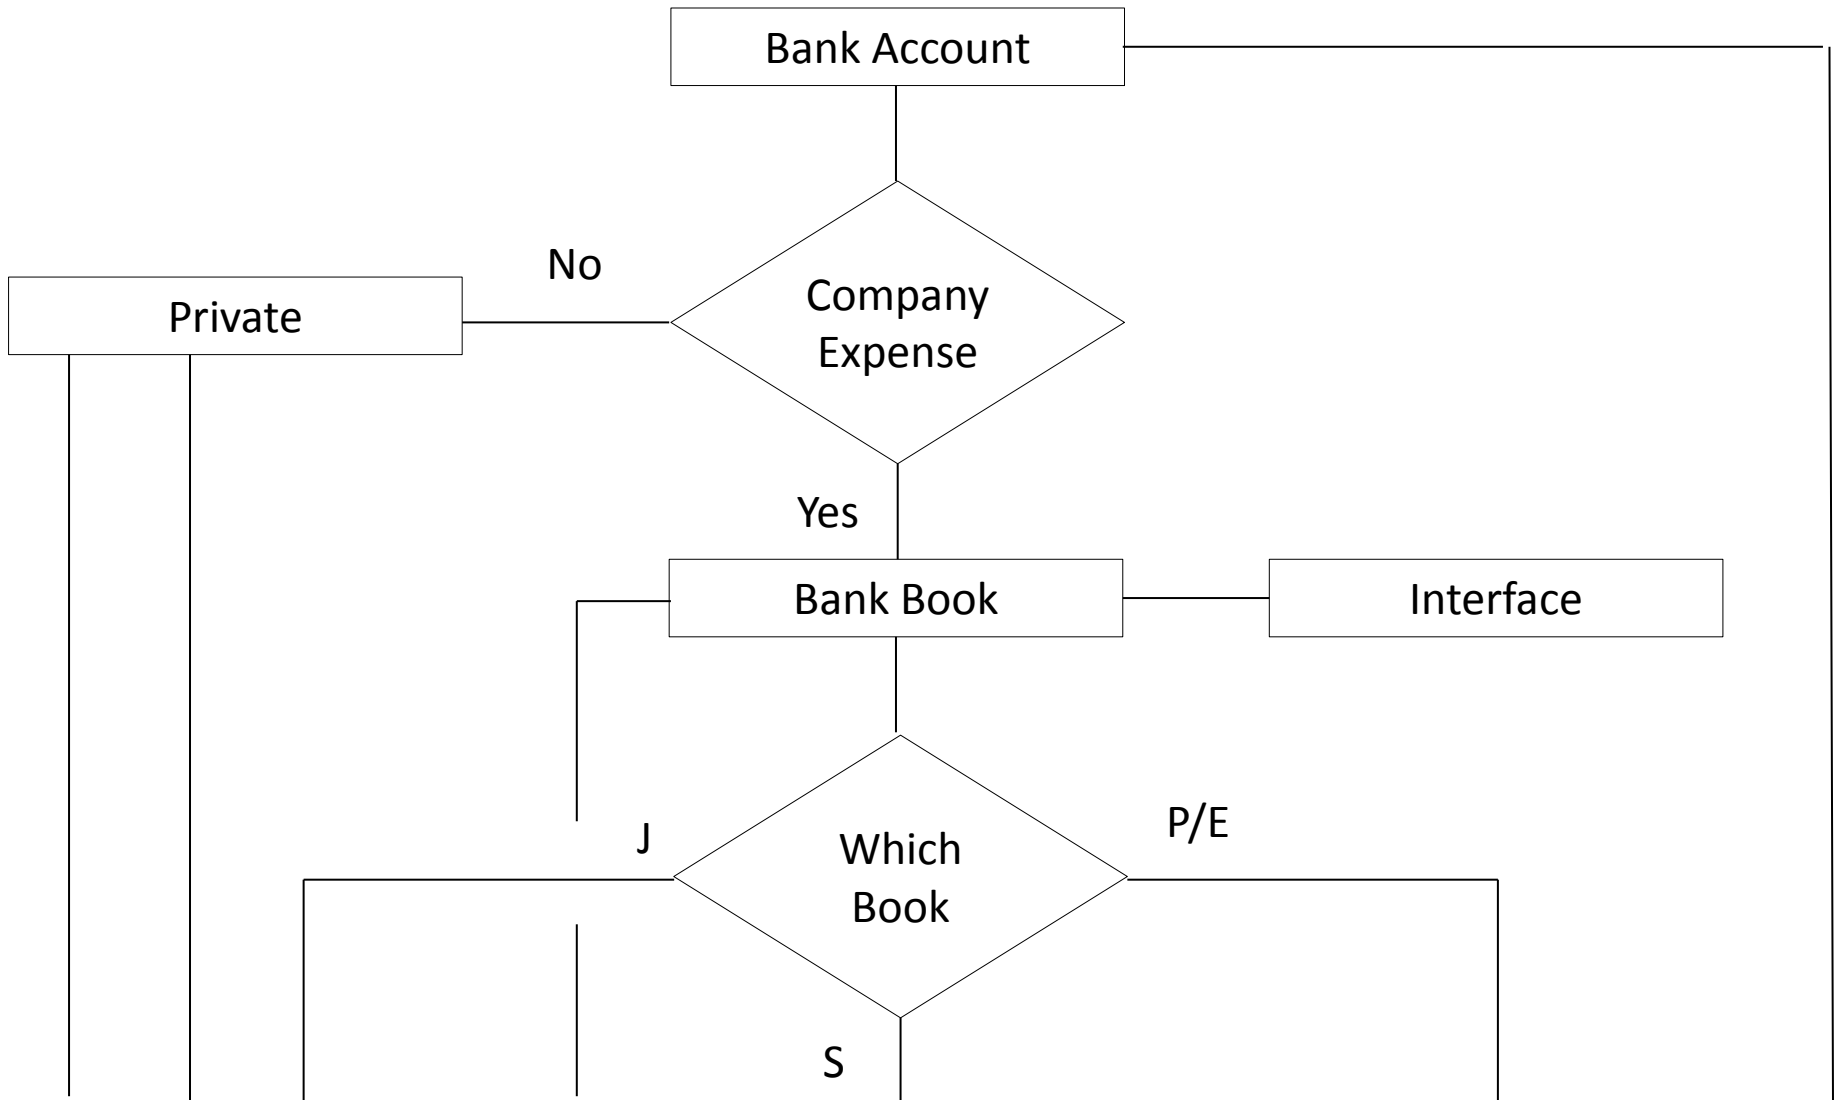 Bank Account
No
Company
Expense
Private
Yes
Bank Book
Interface
J
P/E
Which
Book
S